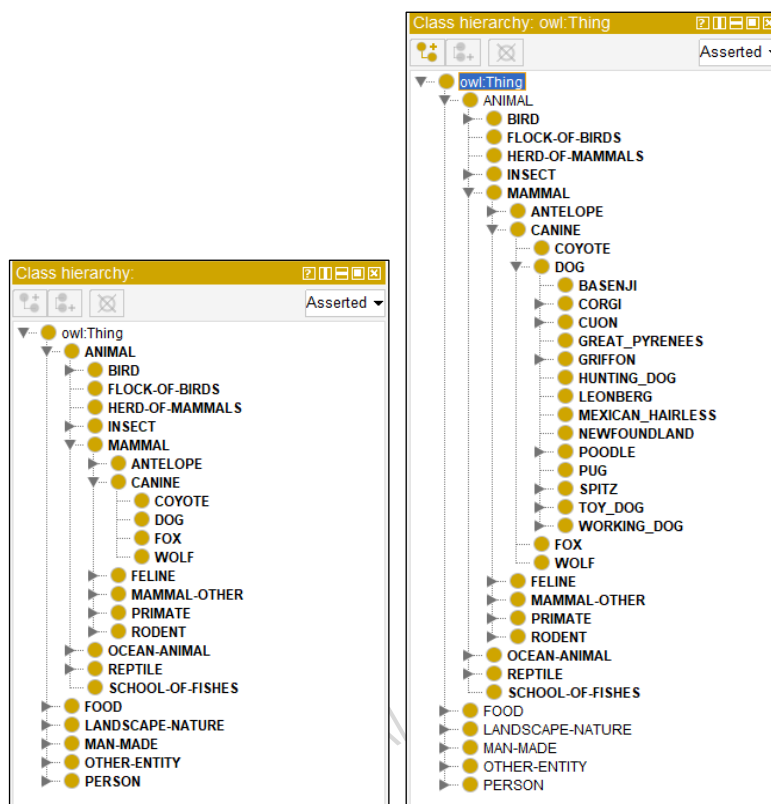 Class hierarchy:
Asserted
owl:Thing
ANIMAL
BIRD
FLOCK-OF-BIRDS
HERD-OF-MAMMALS
INSECT
MAMMAL
ANTELOPE
CANINE
COYOTE
DOG
FOX
WOLF
FELINE
MAMMAL-OTHER
PRIMATE
RODENT
OCEAN-ANIMAL
REPTILE
SCHOOL-OF-FISHES
FOOD
LANDSCAPE-NATURE
MAN-MADE
OTHER-ENTITY
PERSON
Class hierarchy: owl:Thing
Asserted
owl:Thing
ANIMAL
BIRD
FLOCK-OF-BIRDS
HERD-OF-MAMMALS
INSECT
MAMMAL
ANTELOPE
CANINE
COYOTE
DOG
BASENJI
CORGI
CUON
GREAT_PYRENEES
GRIFFON
HUNTING_DOG
LEONBERG
MEXICAN_HAIRLESS
NEWFOUNDLAND
POODLE
PUG
SPITZ
TOY_DOG
WORKING_DOG
FOX
WOLF
FELINE
MAMMAL-OTHER
PRIMATE
RODENT
OCEAN-ANIMAL
REPTILE
SCHOOL-OF-FISHES
FOOD
LANDSCAPE-NATURE
MAN-MADE
OTHER-ENTITY
PERSON